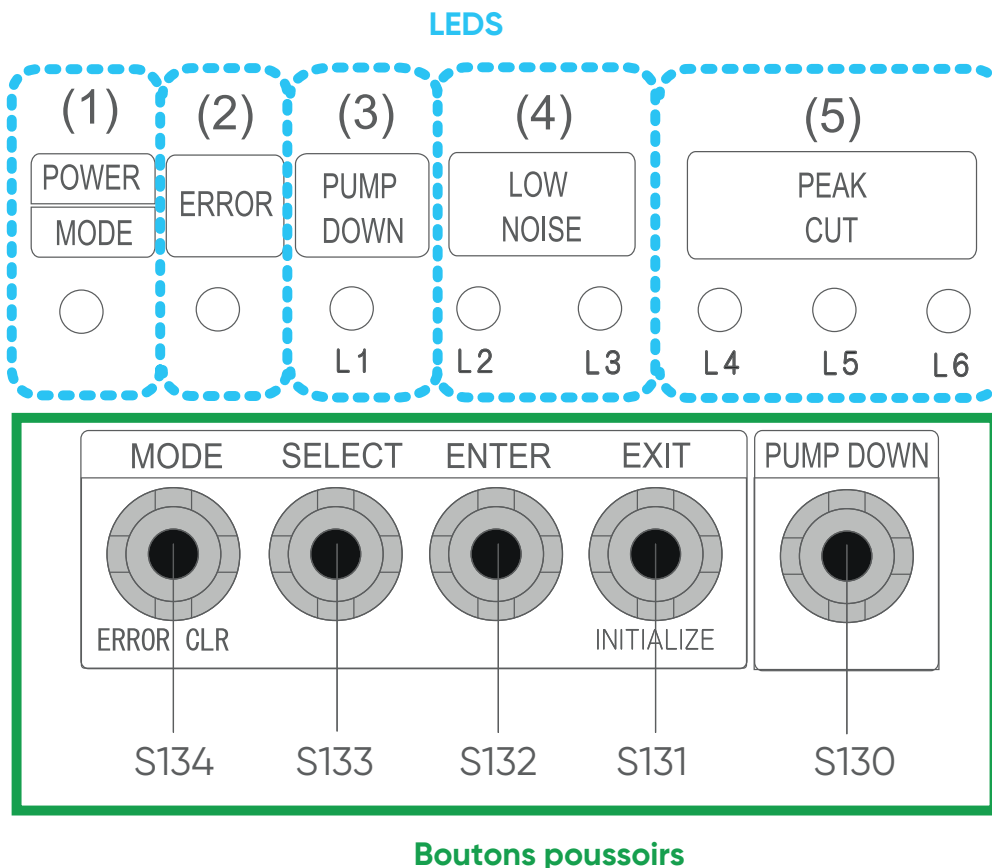 LEDS
(1) (2) (3) (4) (5)
POWER
MODE
ERROR
PUMP
DOWN
LOW
NOISE
PEAK
CUT
L1 L2 L3 L4 L5 L6
MODE SELECT ENTER EXIT PUMP DOWN
ERROR CLR INITIALIZE
S134 S133 S132 S131 S130
Boutons poussoirs